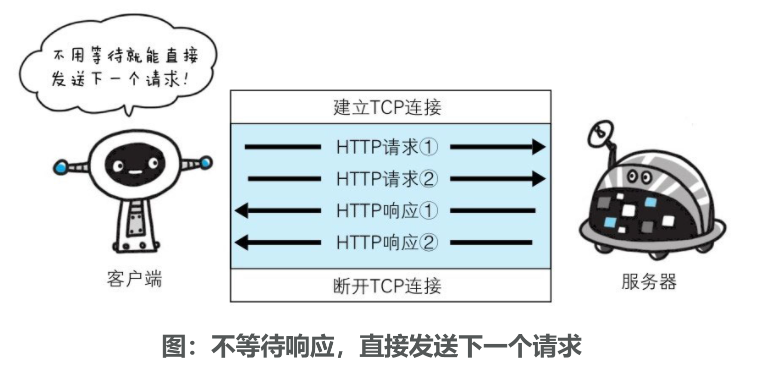 不用等待就能直接
发送下一个请求！
建立TCP连接
HTTP请求①
HTTP请求②
HTTP响应①
HTTP响应②
断开TCP连接
客户端
服务器
图：不等待响应，直接发送下一个请求